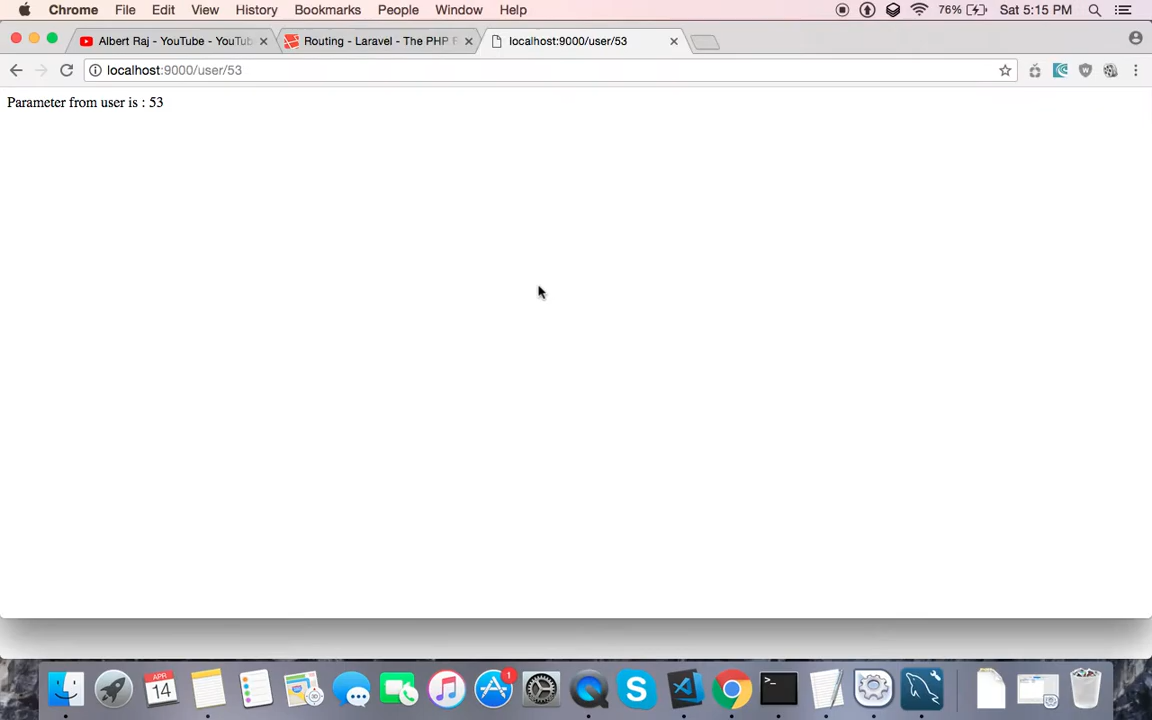 Chrome File Edit View History Bookmarks People Window Help 76% Sat 5:15 PM
Albert Raj - YouTube - YouTub Routing - Laravel - The PHP F localhost:9000/user/53
localhost:9000/user/53
Parameter from user is : 53
APR
14
1